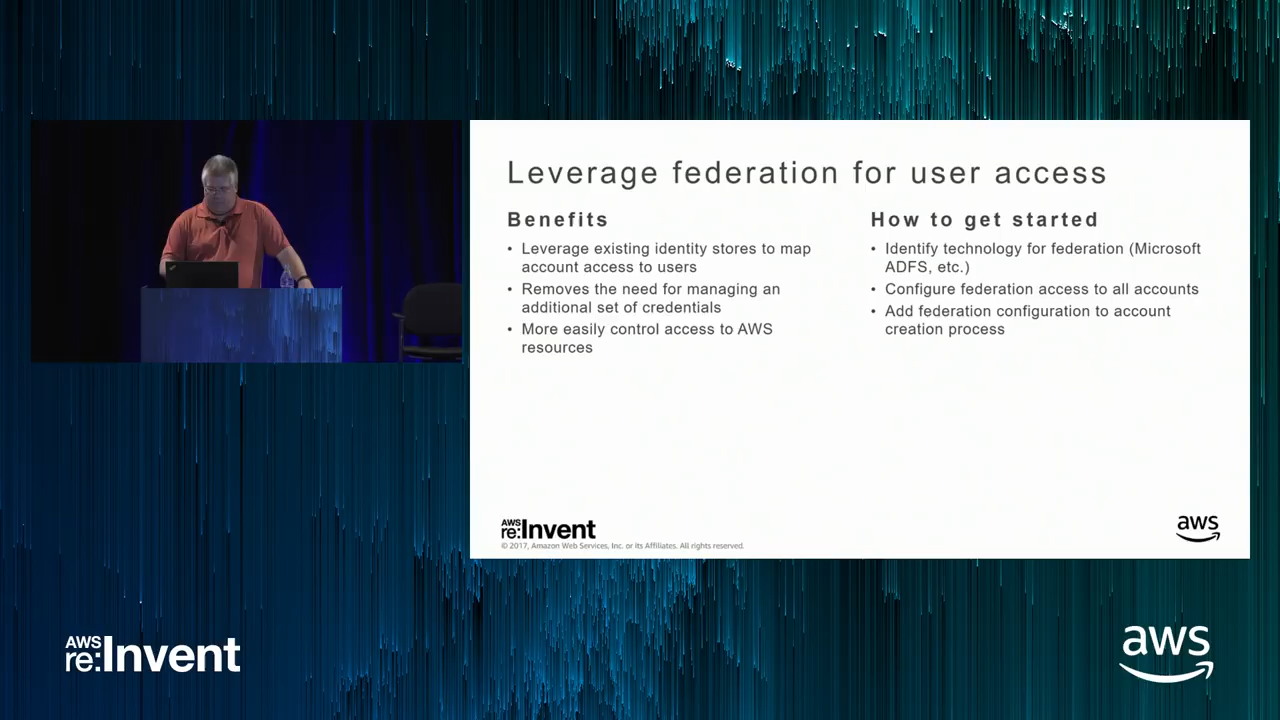 Leverage federation for user access
Benefits
• Leverage existing identity stores to map
account access to users
• Removes the need for managing an
additional set of credentials
• More easily control access to AWS
resources
How to get started
• Identify technology for federation (Microsoft
ADFS, etc.)
• Configure federation access to all accounts
• Add federation configuration to account
creation process
AWS
re:Invent
© 2017, Amazon Web Services, Inc. or its Affiliates. All rights reserved.
aws
AWS
re:Invent
aws